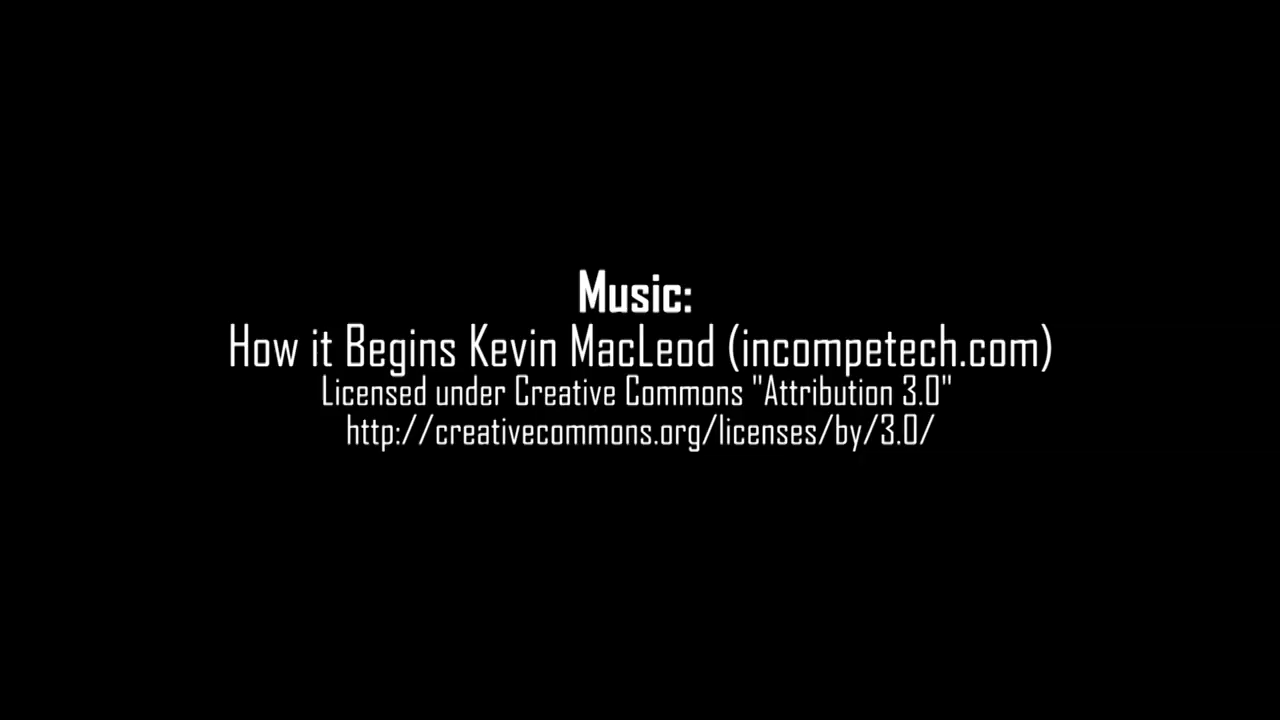 Music:
How it Begins Kevin MacLeod (incompetech.com)
Licensed under Creative Commons "Attribution 3.0"
http://creativecommons.org/licenses/by/3.0/